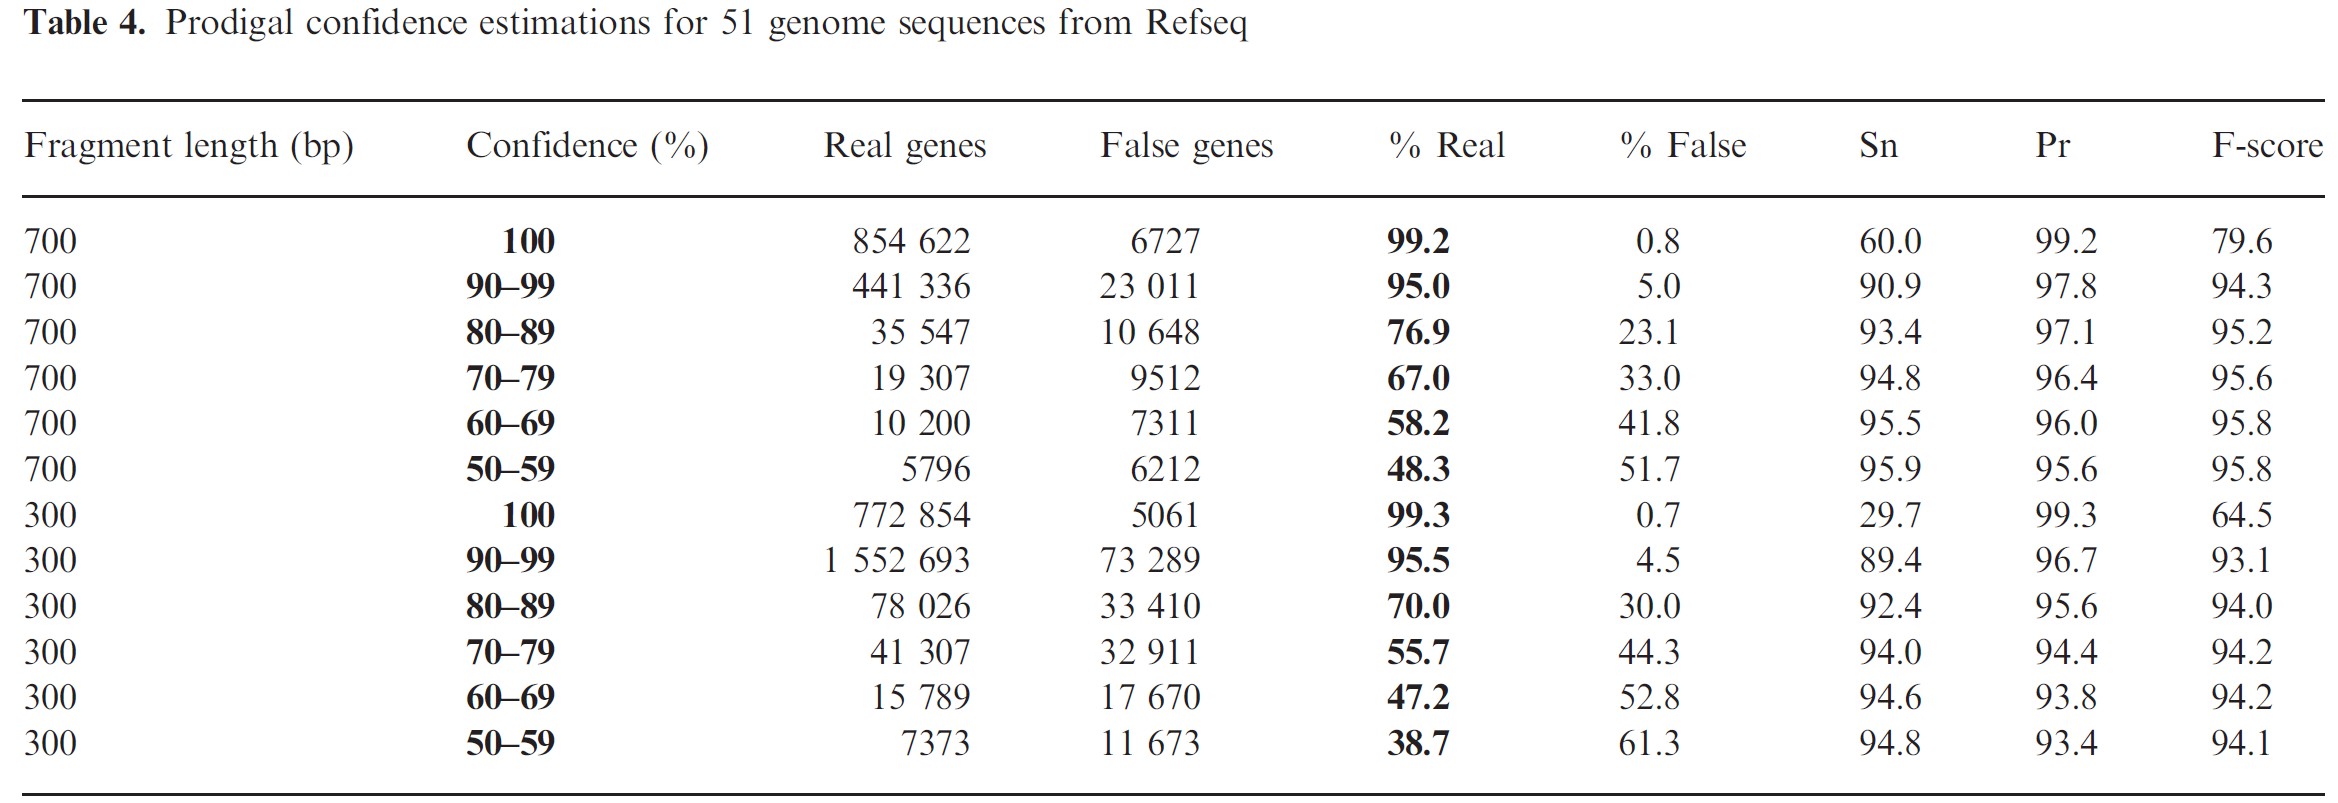 Table 4. Prodigal confidence estimations for 51 genome sequences from Refseq
Fragment length (bp) Confidence (%) Real genes False genes % Real % False Sn Pr F-score
700 100 854 622 6727 99.2 0.8 60.0 99.2 79.6
700 90–99 441 336 23 011 95.0 5.0 90.9 97.8 94.3
700 80–89 35 547 10 648 76.9 23.1 93.4 97.1 95.2
700 70–79 19 307 9512 67.0 33.0 94.8 96.4 95.6
700 60–69 10 200 7311 58.2 41.8 95.5 96.0 95.8
700 50–59 5796 6212 48.3 51.7 95.9 95.6 95.8
300 100 772 854 5061 99.3 0.7 29.7 99.3 64.5
300 90–99 1 552 693 73 289 95.5 4.5 89.4 96.7 93.1
300 80–89 78 026 33 410 70.0 30.0 92.4 95.6 94.0
300 70–79 41 307 32 911 55.7 44.3 94.0 94.4 94.2
300 60–69 15 789 17 670 47.2 52.8 94.6 93.8 94.2
300 50–59 7373 11 673 38.7 61.3 94.8 93.4 94.1